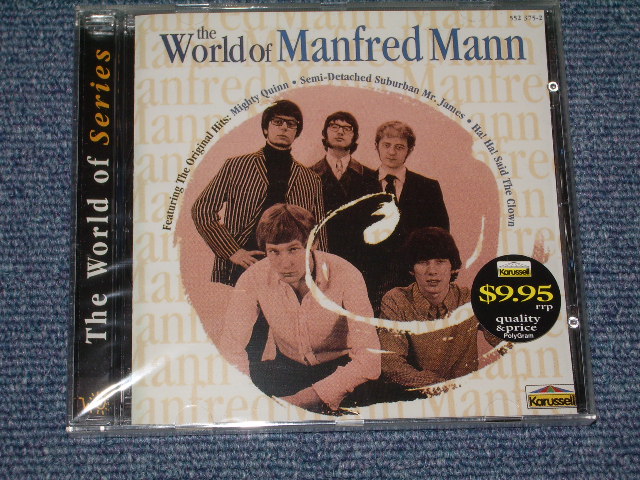 the
World of Manfred Mann
552 375-2
Featuring The Original Hits: Mighty Quinn • Semi-Detached Suburban Mr. James • Ha! Ha! Said The Clown
The World of Series
Karussell
$9.95
rrp
quality
&price
PolyGram
Karussell